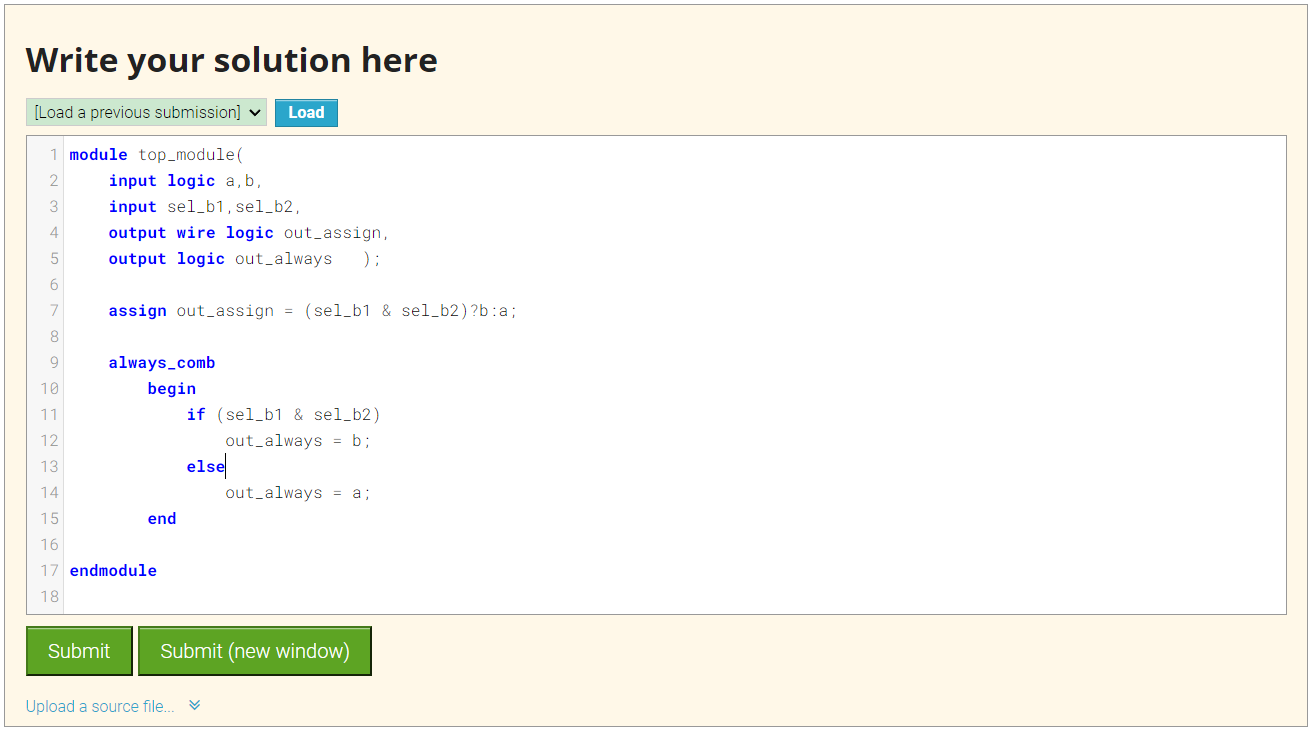 Write your solution here
[Load a previous submission] Load
1 module top_module(
2     input logic a,b,
3     input sel_b1,sel_b2,
4     output wire logic out_assign,
5     output logic out_always   );
6
7     assign out_assign = (sel_b1 & sel_b2)?b:a;
8
9     always_comb
10         begin
11             if (sel_b1 & sel_b2)
12                 out_always = b;
13             else
14                 out_always = a;
15         end
16
17 endmodule
18
Submit Submit (new window)
Upload a source file...